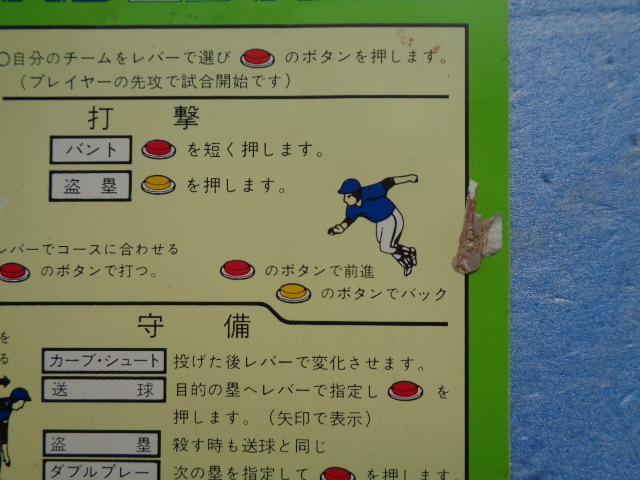 〇自分のチームをレバーで選び のボタンを押します。
(プレイヤーの先攻で試合開始です)
打 撃
バント を短く押します。
盗 塁 を押します。
レバーでコースに合わせる
のボタンで打つ。
のボタンで前進
のボタンでバック
守 備
を
る
カーブ・シュート 投げた後レバーで変化させます。
送 球 目的の塁へレバーで指定し を
押します。(矢印で表示)
盗 塁 殺す時も送球と同じ
ダブルプレー 次の塁を指定して を押します。